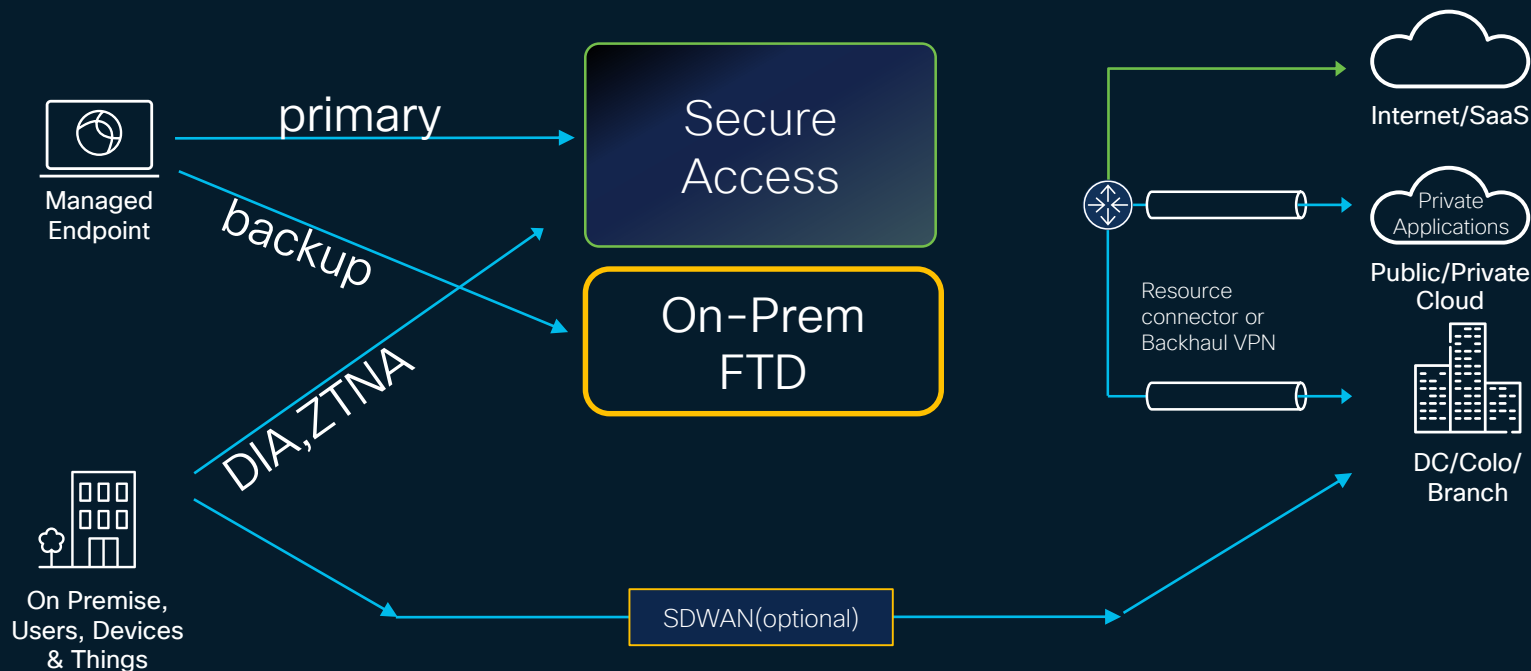 primary
Managed
Endpoint
backup
DIA,ZTNA
On Premise,
Users, Devices
& Things
Secure
Access
On-Prem
FTD
SDWAN(optional)
Internet/SaaS
Private
Applications
Public/Private
Cloud
Resource
connector or
Backhaul VPN
DC/Colo/
Branch